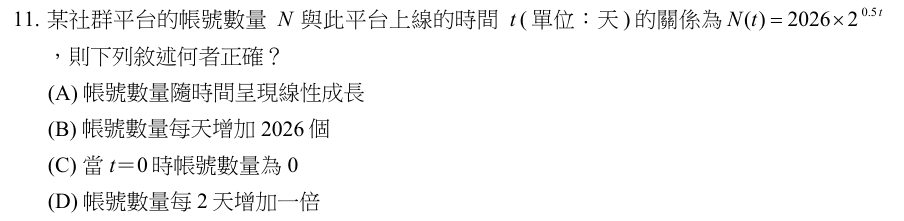 11. 某社群平台的帳號數量 N 與此平台上線的時間 t ( 單位：天 ) 的關係為 N(t) = 2026×2^{0.5t}
，則下列敘述何者正確？
(A) 帳號數量隨時間呈現線性成長
(B) 帳號數量每天增加 2026 個
(C) 當 t＝0 時帳號數量為 0
(D) 帳號數量每 2 天增加一倍